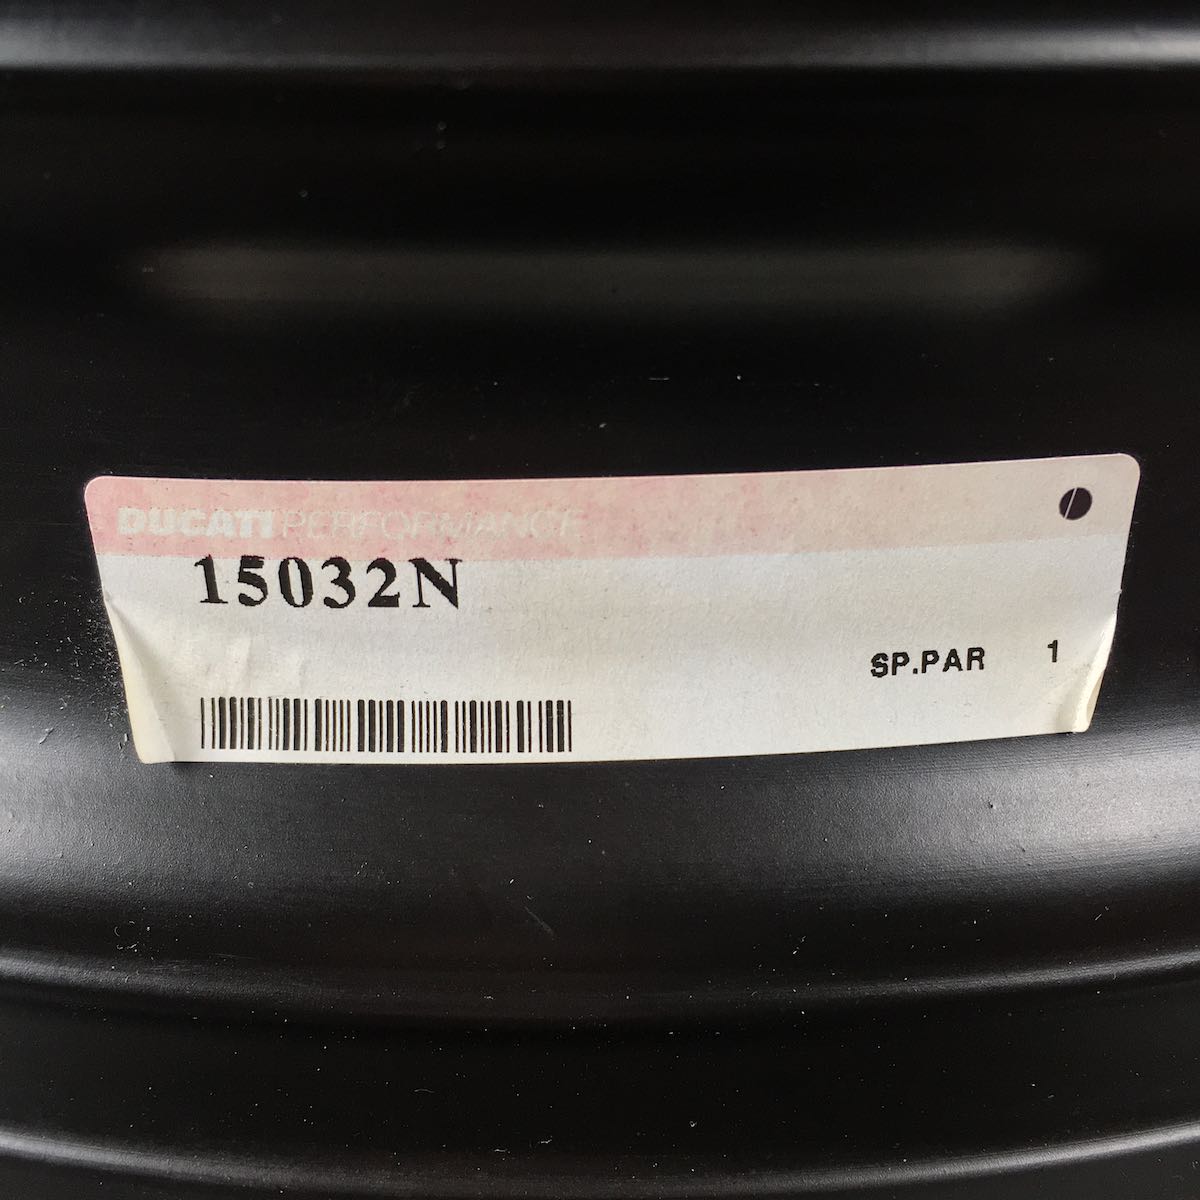 DUCATI PERFORMANCE
15032N
SP.PAR 1